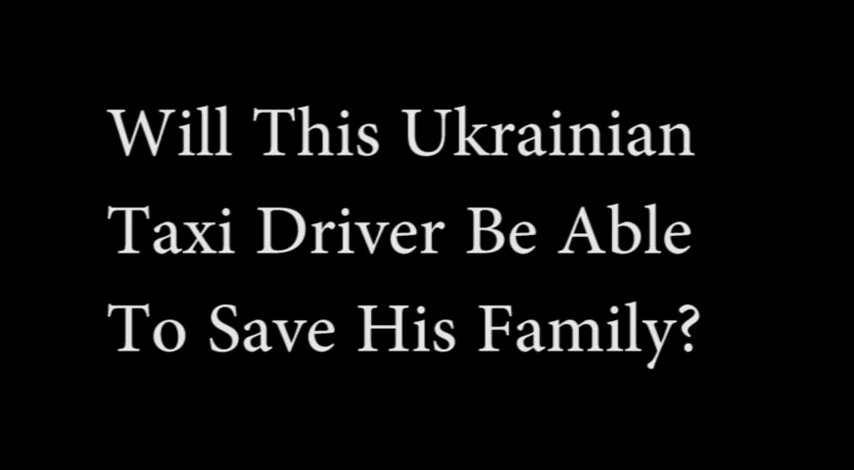 Will This Ukrainian
Taxi Driver Be Able
To Save His Family?